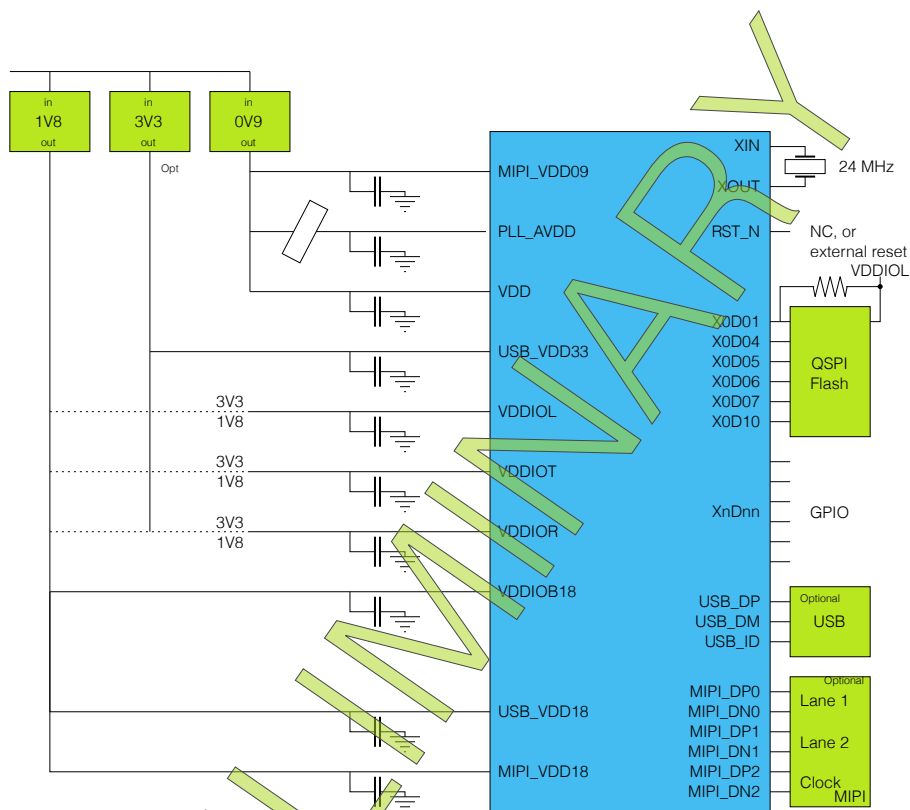 in
1V8
out
in
3V3
out
in
0V9
out
Opt
MIPI_VDD09
PLL_AVDD
VDD
USB_VDD33
3V3
1V8
VDDIOL
3V3
1V8
VDDIOT
3V3
1V8
VDDIOR
VDDIOB18
USB_VDD18
MIPI_VDD18
XIN
XOUT
24 MHz
RST_N
NC, or
external reset
VDDIOL
X0D01
X0D04
X0D05
X0D06
X0D07
X0D10
QSPI
Flash
XnDnn
GPIO
USB_DP
USB_DM
USB_ID
Optional
USB
MIPI_DP0
MIPI_DN0
MIPI_DP1
MIPI_DN1
MIPI_DP2
MIPI_DN2
Optional
Lane 1
Lane 2
Clock
MIPI
IMINARY